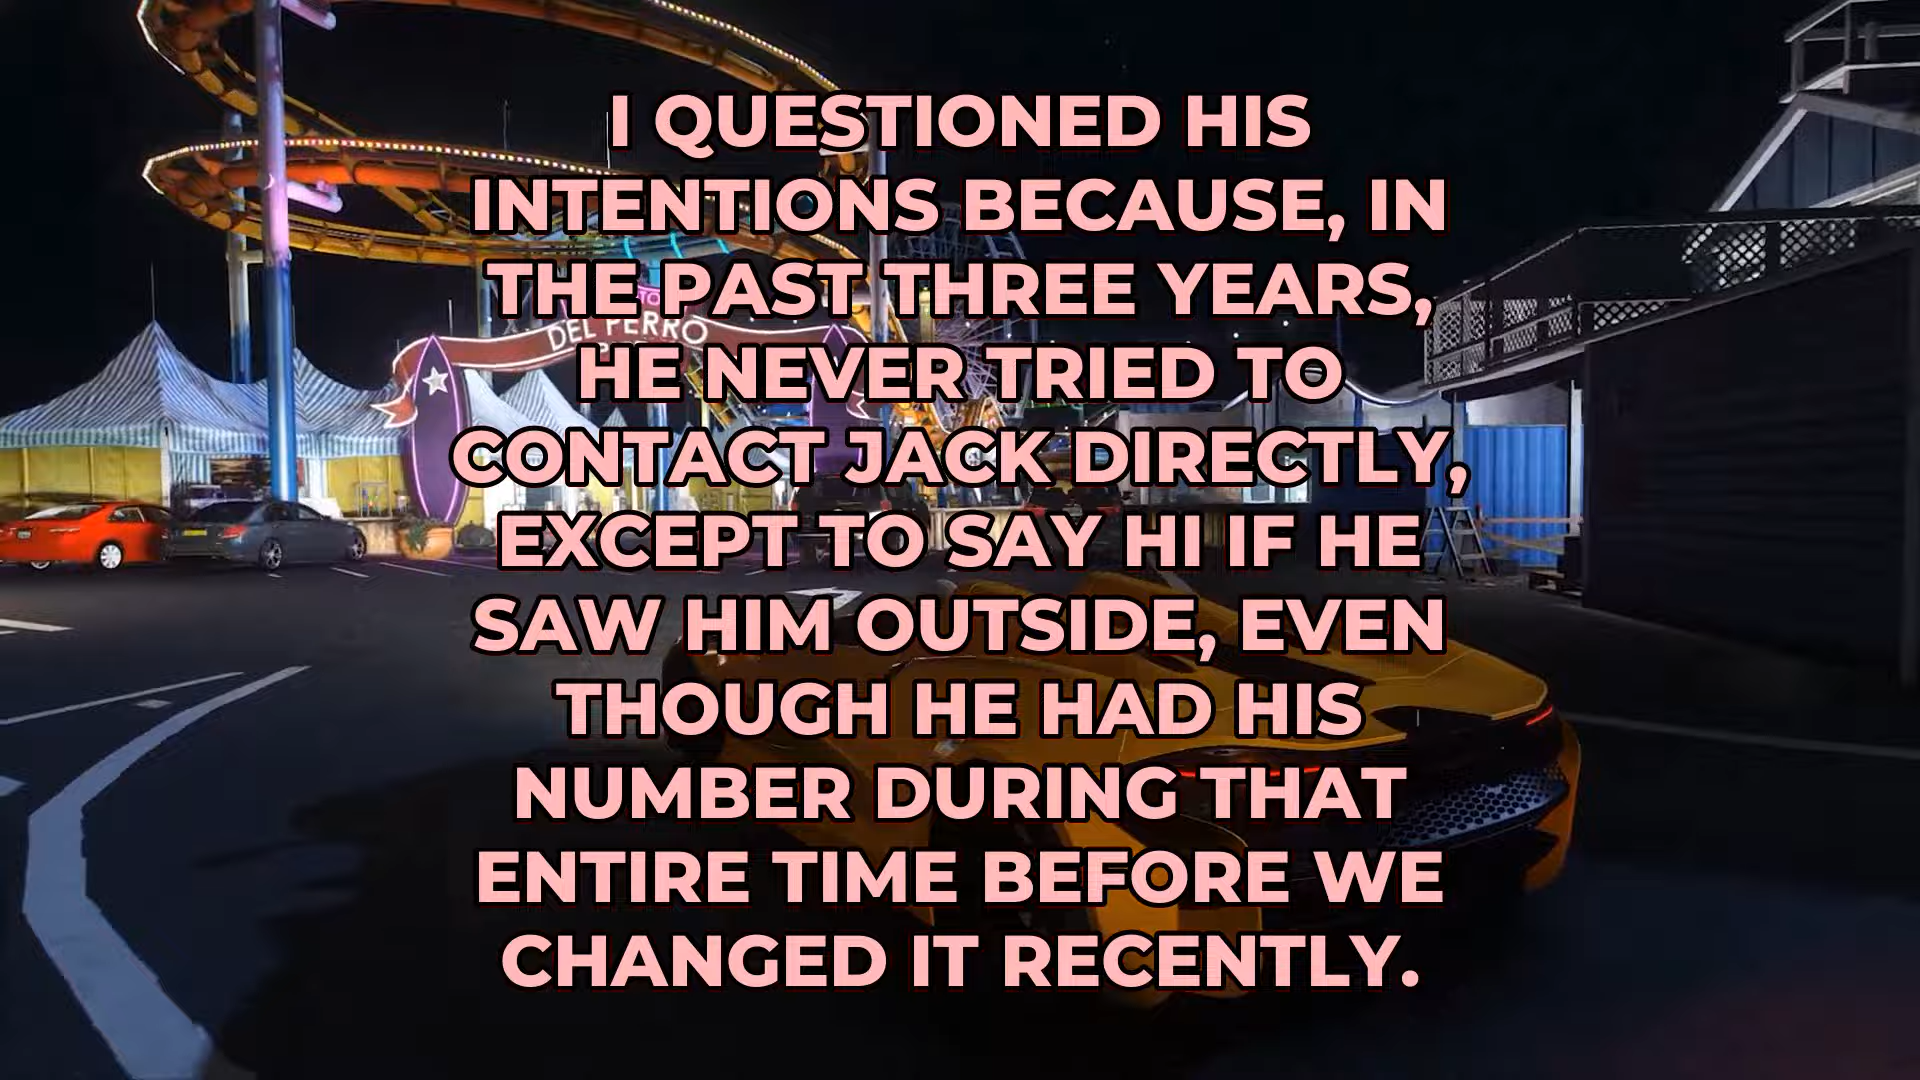 I QUESTIONED HIS
INTENTIONS BECAUSE, IN
THE PAST THREE YEARS,
DEL PERRO
HE NEVER TRIED TO
CONTACT JACK DIRECTLY,
EXCEPT TO SAY HI IF HE
SAW HIM OUTSIDE, EVEN
THOUGH HE HAD HIS
NUMBER DURING THAT
ENTIRE TIME BEFORE WE
CHANGED IT RECENTLY.